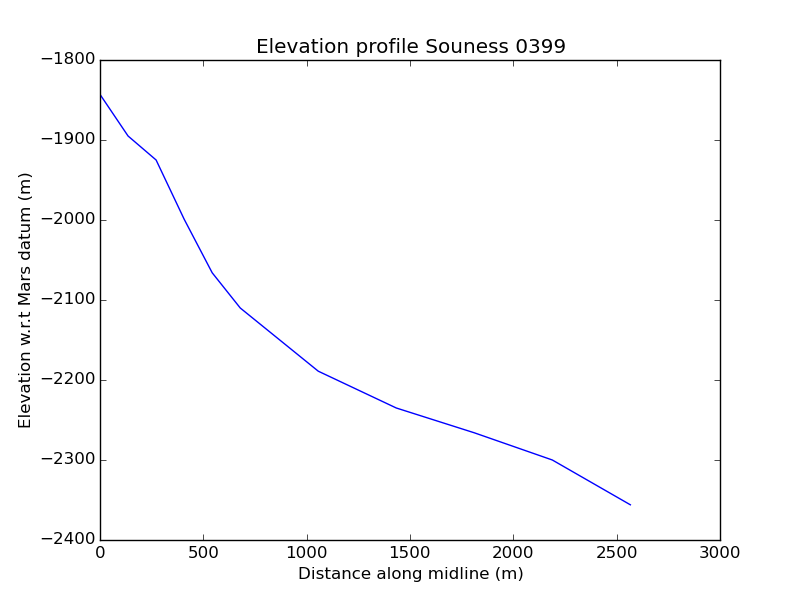 Elevation profile Souness 0399
−1800
−1900
−2000
−2100
−2200
−2300
−2400
Elevation w.r.t Mars datum (m)
0 500 1000 1500 2000 2500 3000
Distance along midline (m)